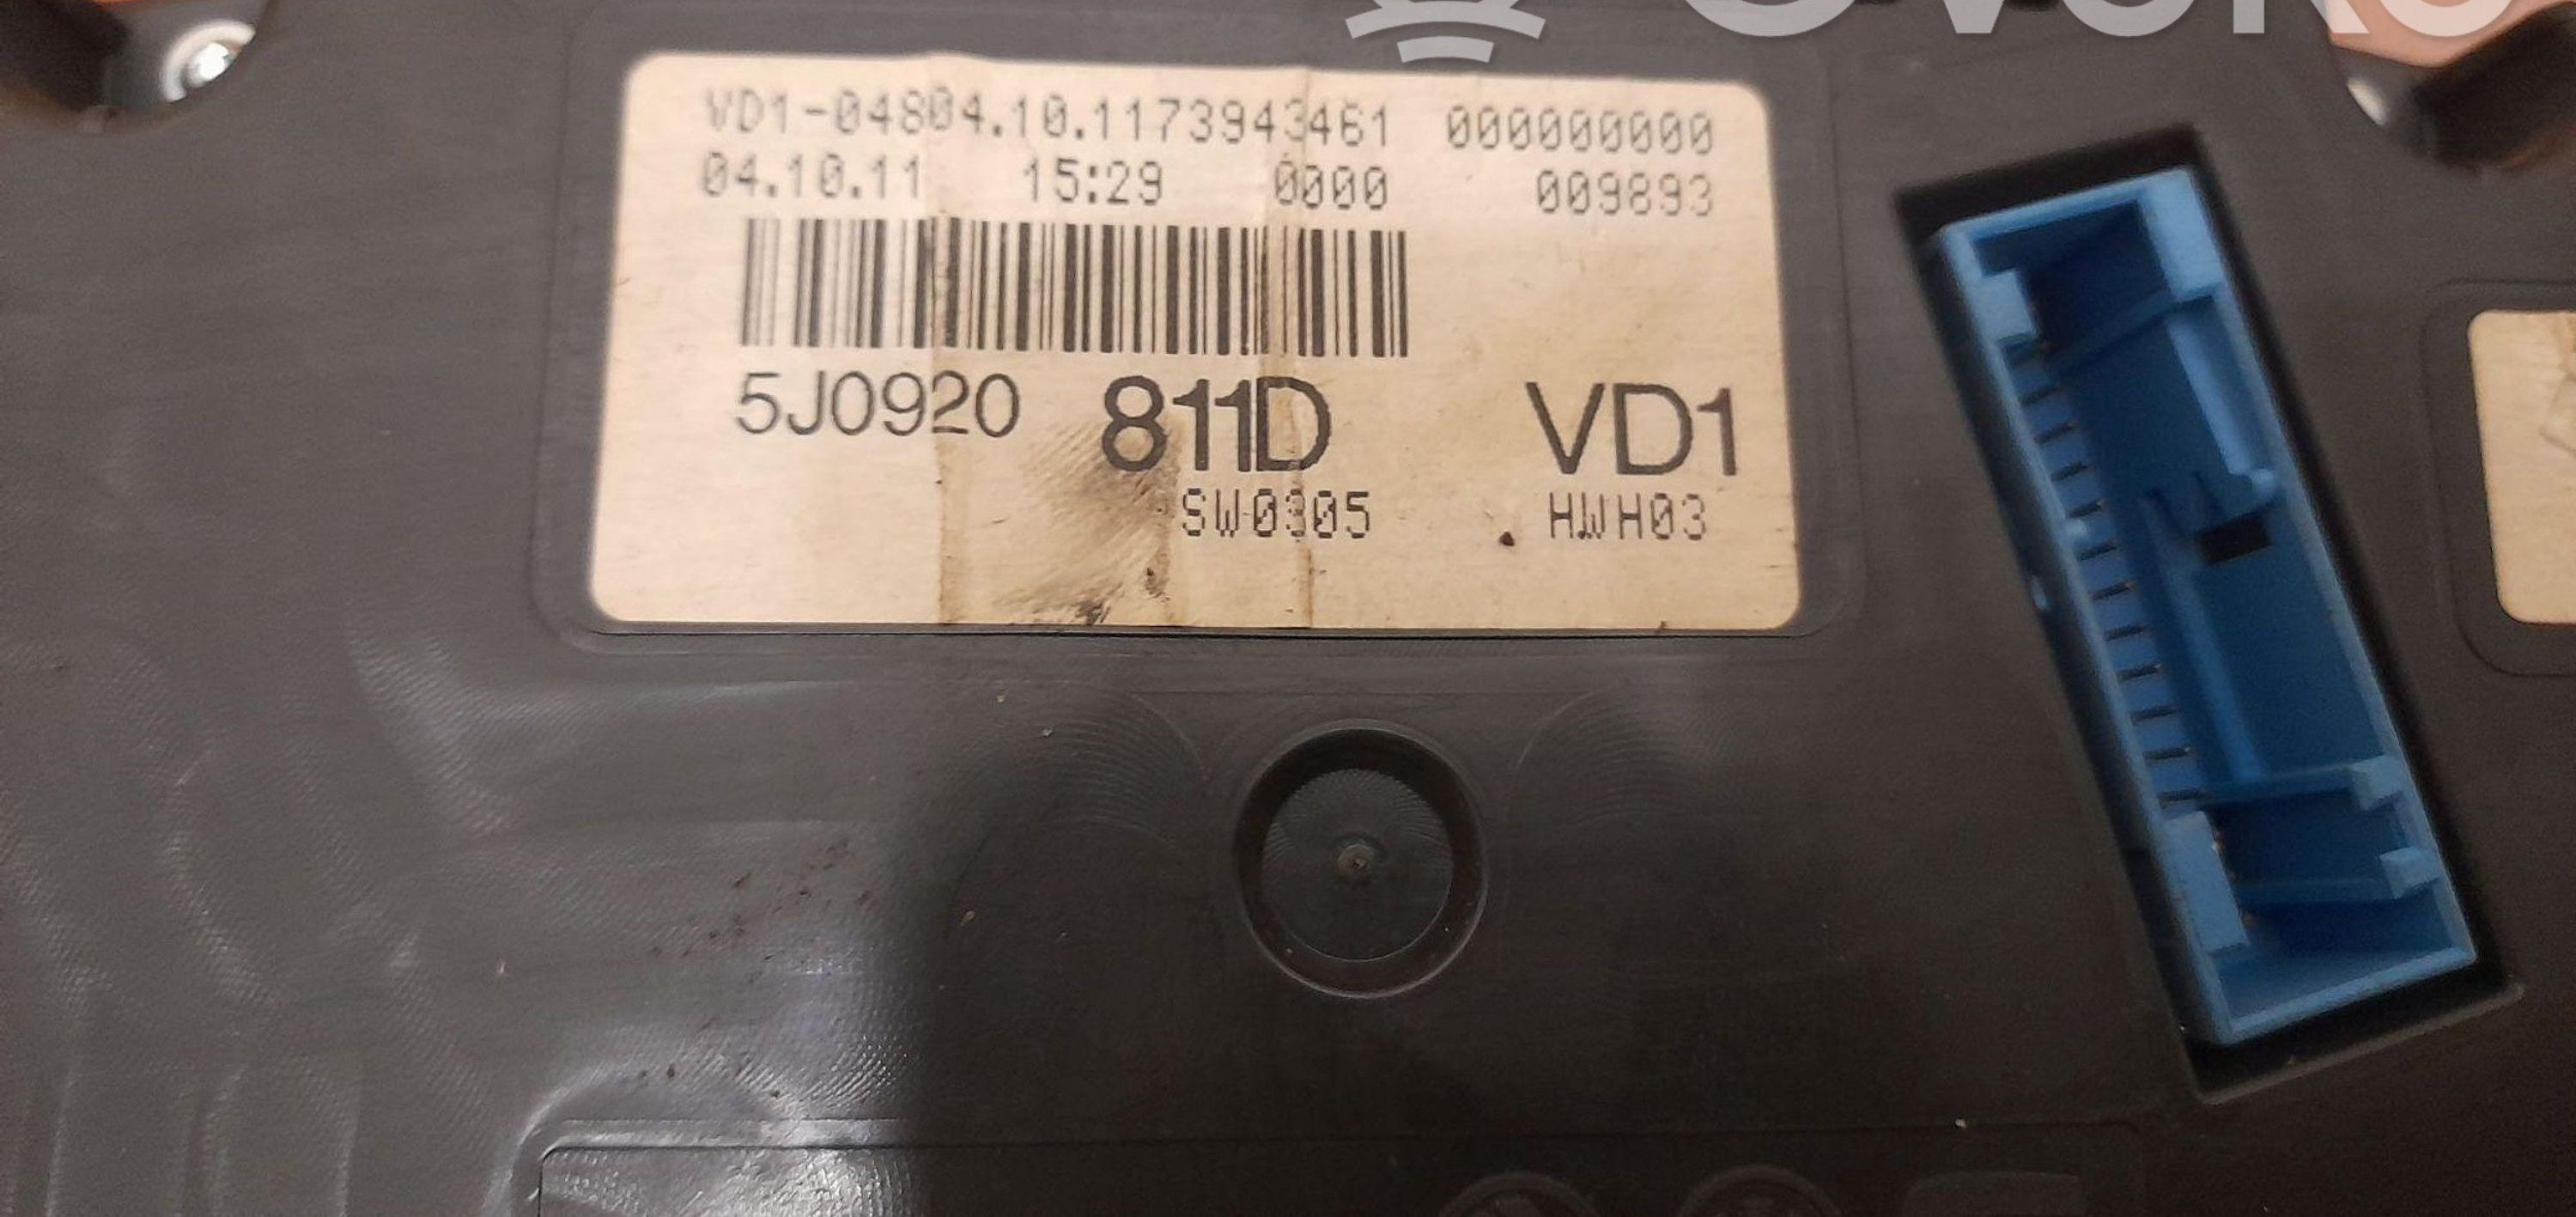 VD1-04804.10.1173943461 000000000
04.10.11 15:29 0000 009893
5J0920 811D VD1
SW0305 HWH03